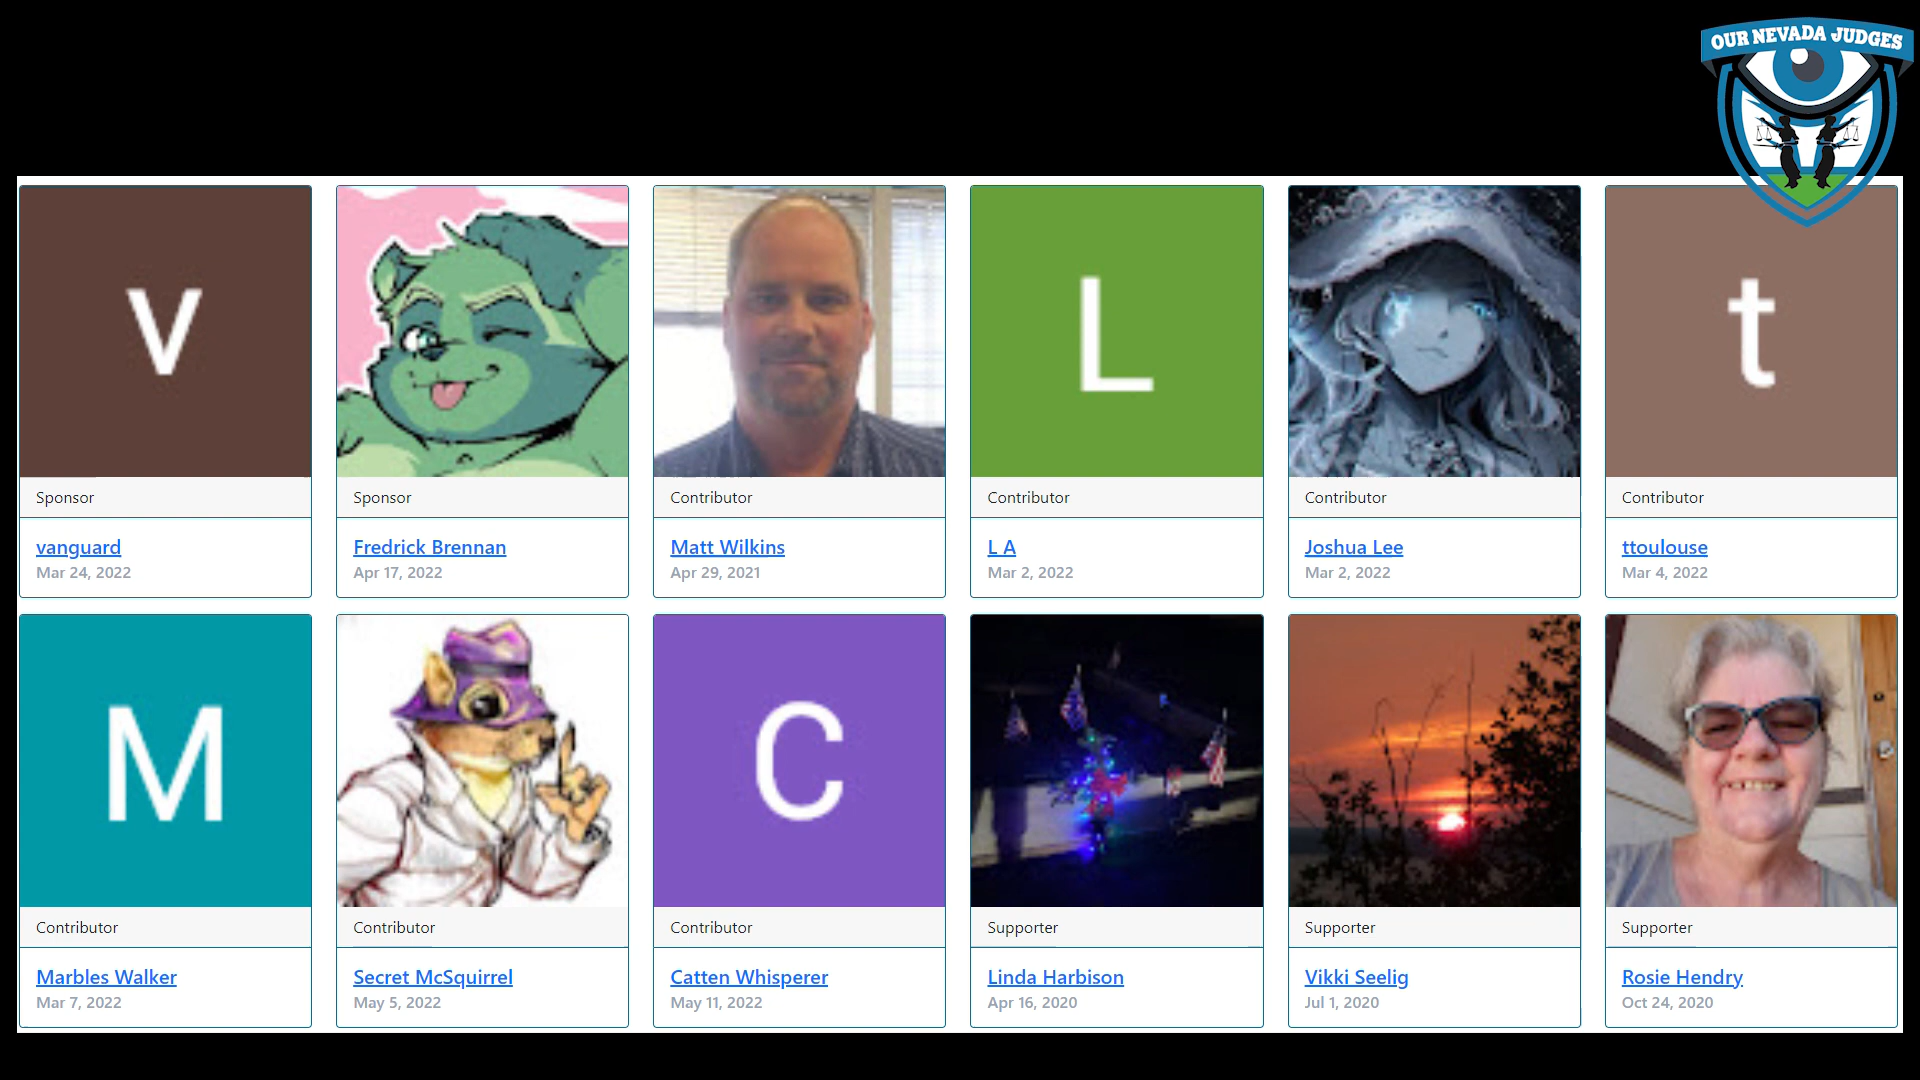 OUR NEVADA JUDGES
V
L
t
Sponsor
Sponsor
Contributor
Contributor
Contributor
Contributor
vanguard
Fredrick Brennan
Matt Wilkins
L A
Joshua Lee
ttoulouse
Mar 24, 2022
Apr 17, 2022
Apr 29, 2021
Mar 2, 2022
Mar 2, 2022
Mar 4, 2022
M
C
Contributor
Contributor
Contributor
Supporter
Supporter
Supporter
Marbles Walker
Secret McSquirrel
Catten Whisperer
Linda Harbison
Vikki Seelig
Rosie Hendry
Mar 7, 2022
May 5, 2022
May 11, 2022
Apr 16, 2020
Jul 1, 2020
Oct 24, 2020